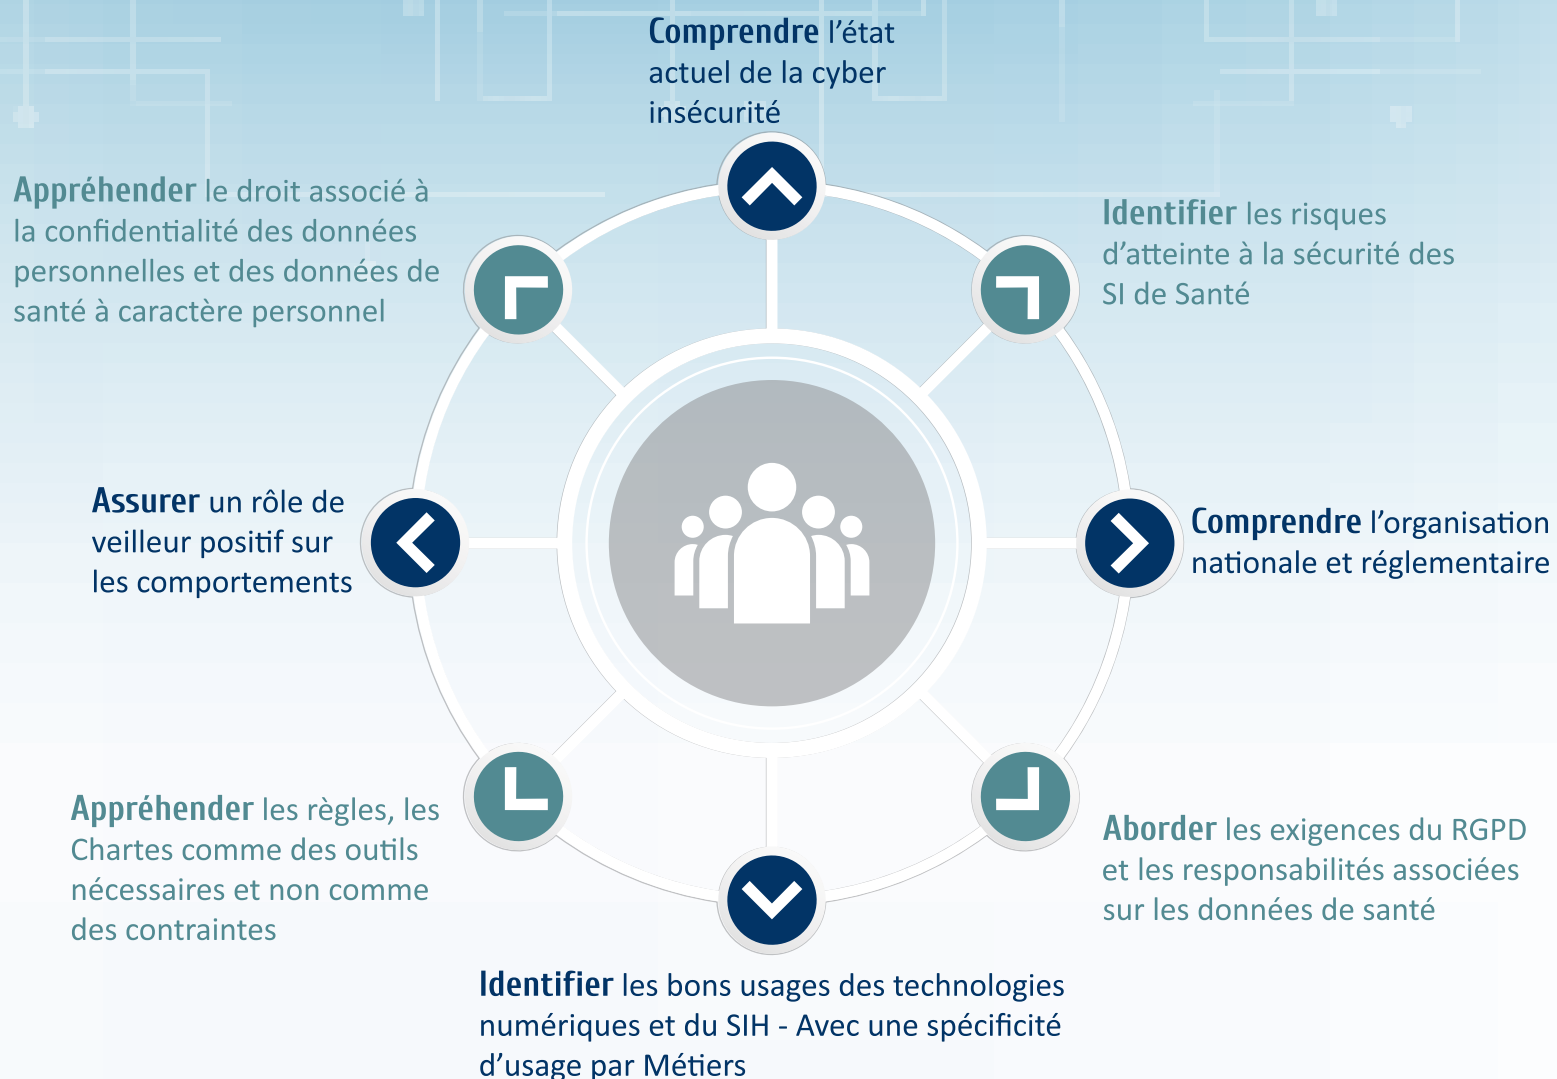 Comprendre l’état
actuel de la cyber
insécurité
Appréhender le droit associé à
la confidentialité des données
personnelles et des données de
santé à caractère personnel
Identifier les risques
d’atteinte à la sécurité des
SI de Santé
Assurer un rôle de
veilleur positif sur
les comportements
Comprendre l’organisation
nationale et réglementaire
Appréhender les règles, les
Chartes comme des outils
nécessaires et non comme
des contraintes
Aborder les exigences du RGPD
et les responsabilités associées
sur les données de santé
Identifier les bons usages des technologies
numériques et du SIH - Avec une spécificité
d’usage par Métiers